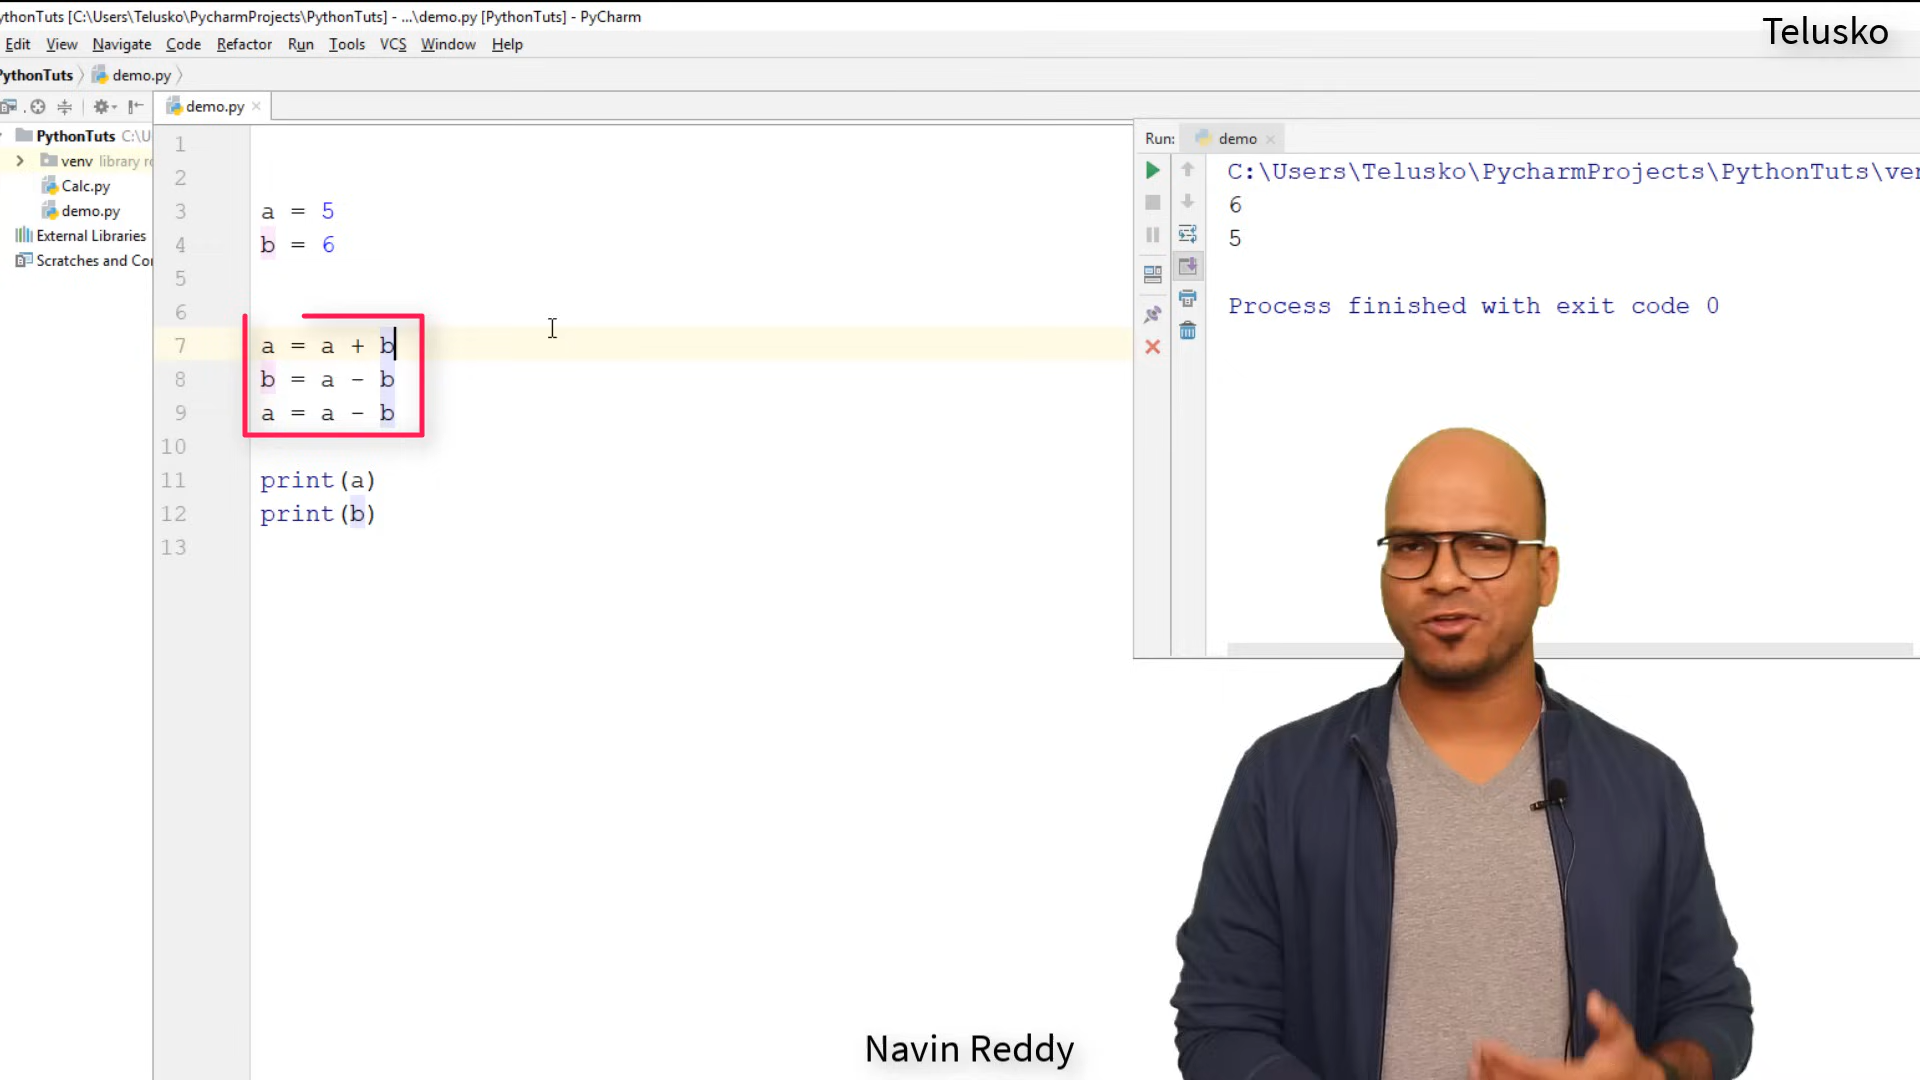 ythonTuts [C:\Users\Telusko\PycharmProjects\PythonTuts] - ...\demo.py [PythonTuts] - PyCharm
Telusko
Edit View Navigate Code Refactor Run Tools VCS Window Help
ythonTuts demo.py
demo.py
PythonTuts C:\U
venv library ro
Calc.py
demo.py
External Libraries
Scratches and Cor
1
2
3 a = 5
4 b = 6
5
6
7 a = a + b
8 b = a - b
9 a = a - b
10
11 print(a)
12 print(b)
13
Run: demo
C:\Users\Telusko\PycharmProjects\PythonTuts\ver
6
5
Process finished with exit code 0
Navin Reddy